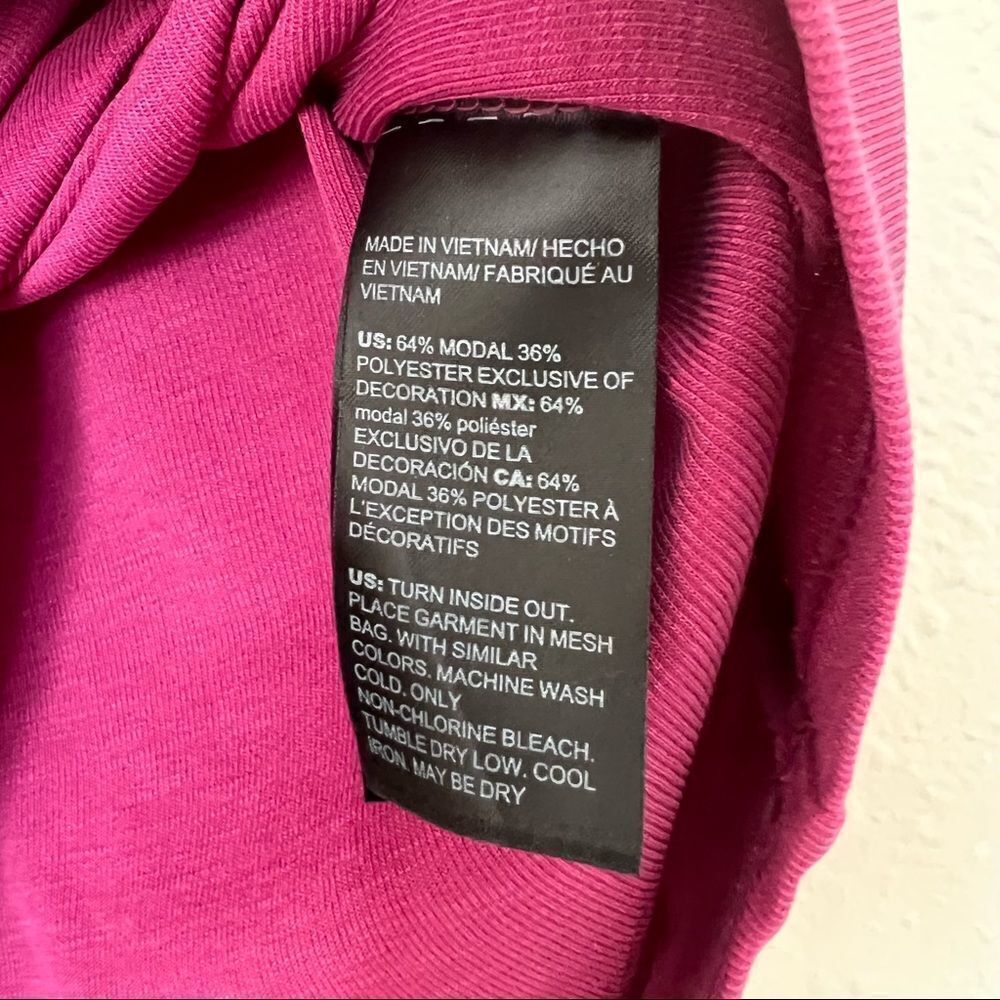 MADE IN VIETNAM/ HECHO
EN VIETNAM/ FABRIQUÉ AU
VIETNAM
US: 64% MODAL 36%
POLYESTER EXCLUSIVE OF
DECORATION MX: 64%
modal 36% poliéster
EXCLUSIVO DE LA
DECORACIÓN CA: 64%
MODAL 36% POLYESTER À
L'EXCEPTION DES MOTIFS
DÉCORATIFS
US: TURN INSIDE OUT.
PLACE GARMENT IN MESH
BAG. WITH SIMILAR
COLORS. MACHINE WASH
COLD. ONLY
NON-CHLORINE BLEACH.
TUMBLE DRY LOW. COOL
IRON. MAY BE DRY